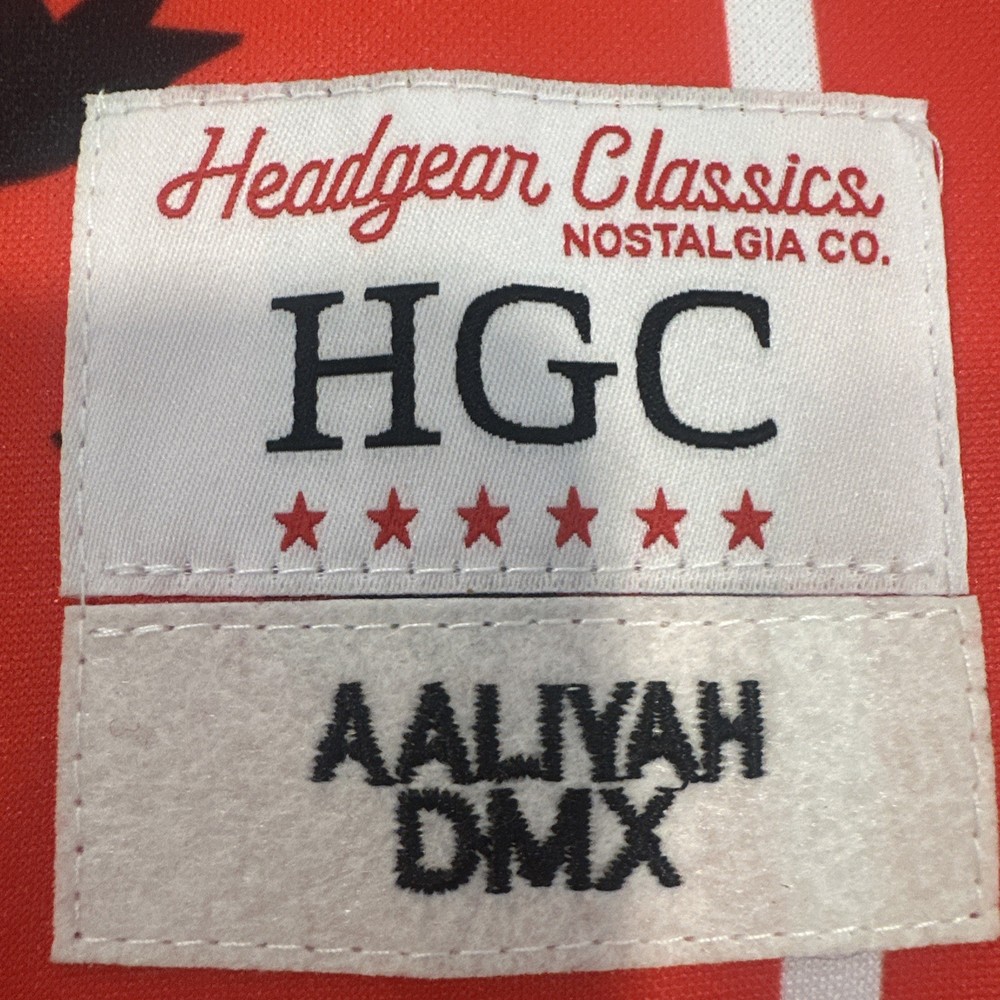 Headgear Classics
NOSTALGIA CO.
HGC
AALIYAH
DMX